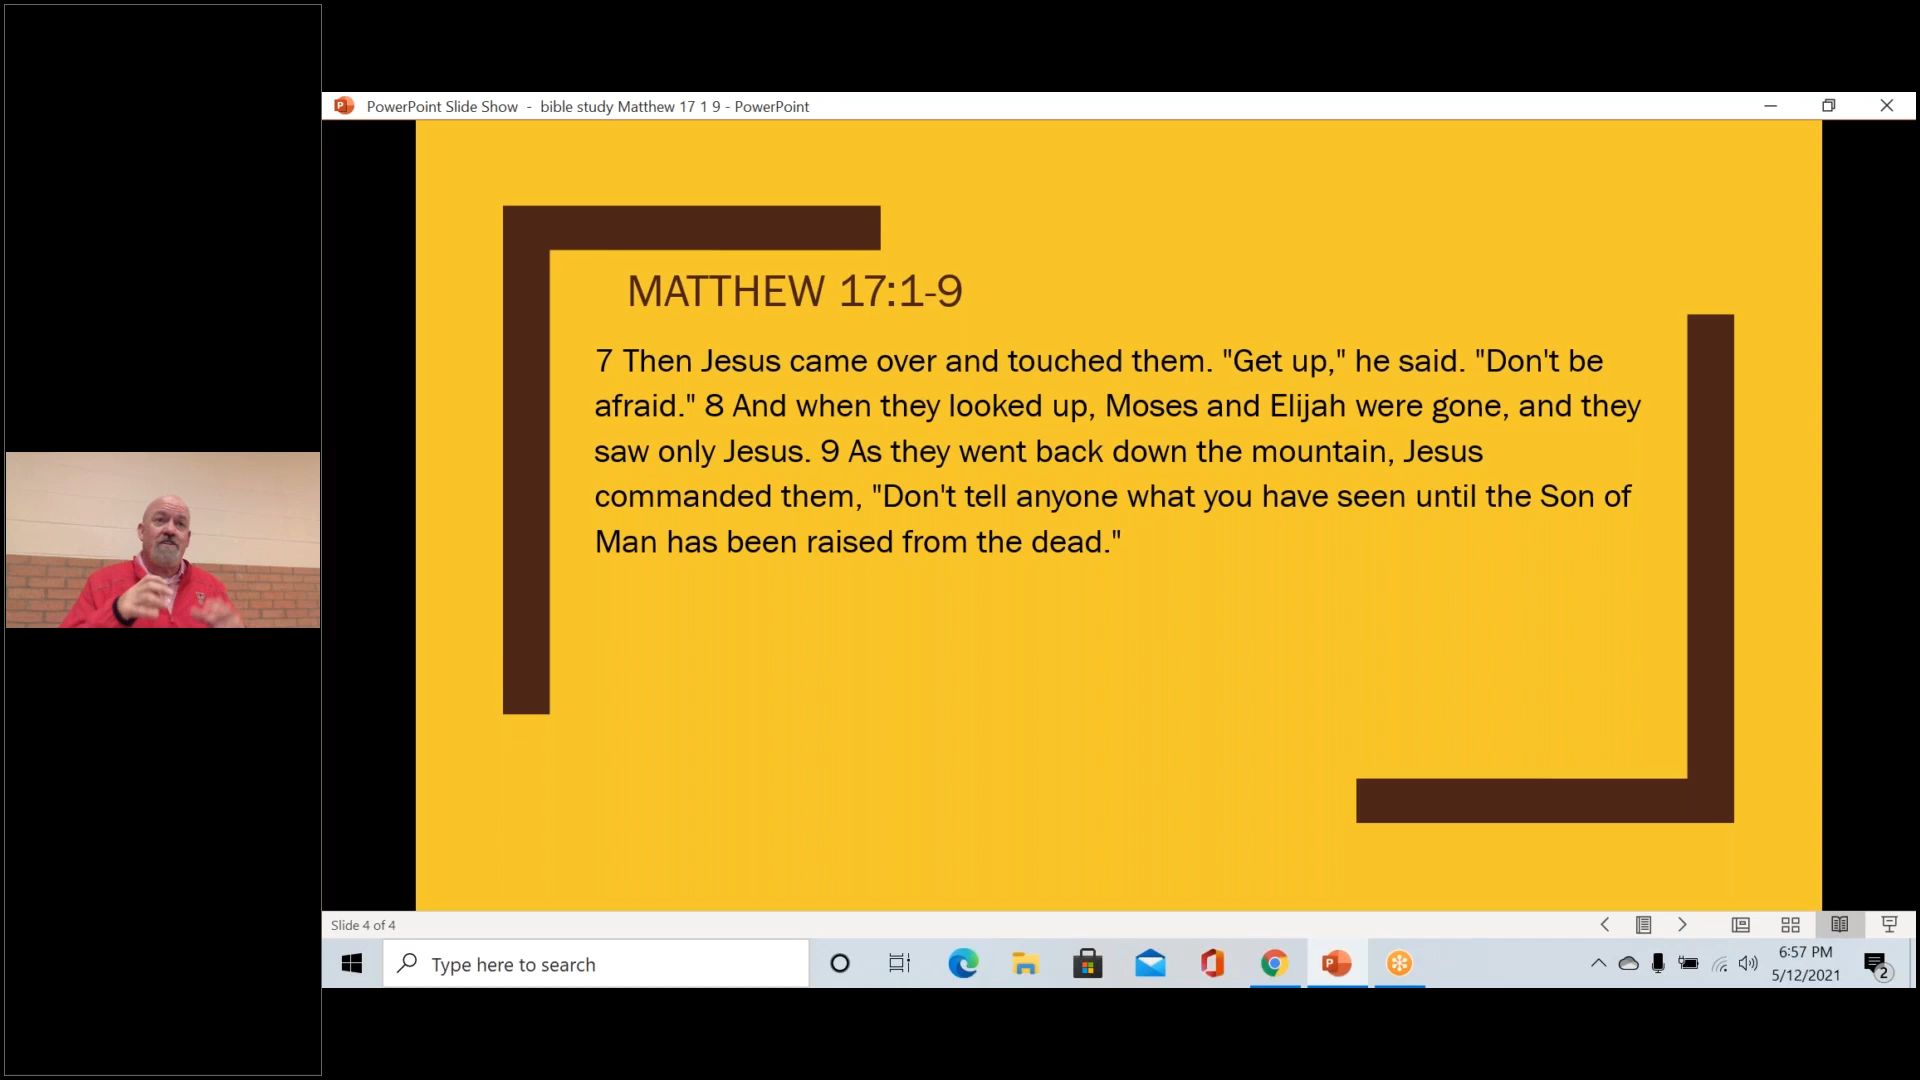 PowerPoint Slide Show - bible study Matthew 17 1 9 - PowerPoint
MATTHEW 17:1-9
7 Then Jesus came over and touched them. "Get up," he said. "Don't be
afraid." 8 And when they looked up, Moses and Elijah were gone, and they
saw only Jesus. 9 As they went back down the mountain, Jesus
commanded them, "Don't tell anyone what you have seen until the Son of
Man has been raised from the dead."
Slide 4 of 4
Type here to search
6:57 PM
5/12/2021
2